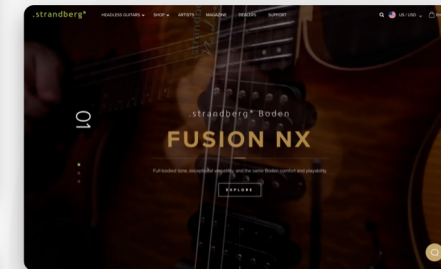 .strandberg*
HEADLESS GUITARS
SHOP
ARTISTS
MAGAZINE
DEALERS
SUPPORT
US / USD
01
.strandberg* Boden
FUSION NX
Full-bodied tone, exceptional versatility, and the same Boden comfort and playability.
EXPLORE